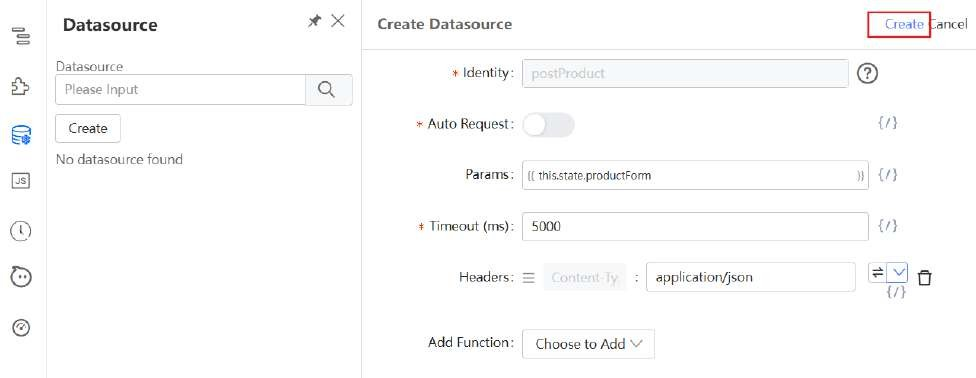 Datasource
Create Datasource
Create Cancel
Datasource
Please Input
Create
No datasource found
JS
* Identity: postProduct ?
* Auto Request: {/}
Params: {{ this.state.productForm }} {/}
* Timeout (ms): 5000 {/}
Headers: Content-Ty : application/json
{/}
Add Function: Choose to Add